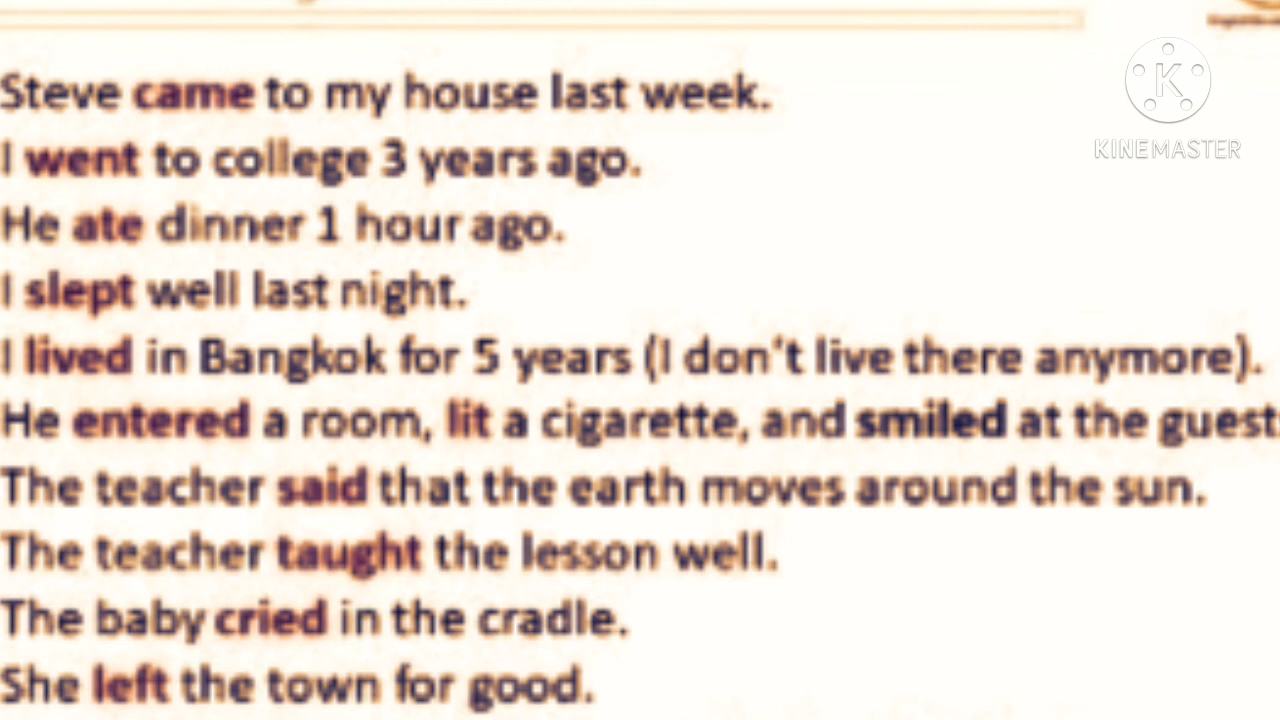 Steve came to my house last week.
KINEMASTER
I went to college 3 years ago.
He ate dinner 1 hour ago.
I slept well last night.
I lived in Bangkok for 5 years (I don't live there anymore).
He entered a room, lit a cigarette, and smiled at the guest
The teacher said that the earth moves around the sun.
The teacher taught the lesson well.
The baby cried in the cradle.
She left the town for good.